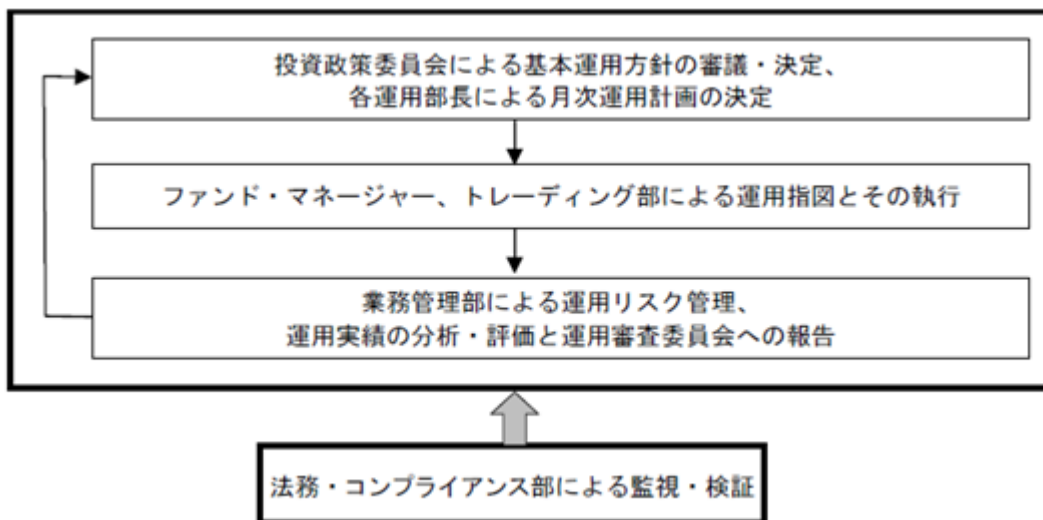 投資政策委員会による基本運用方針の審議・決定、
各運用部長による月次運用計画の決定
ファンド・マネージャー、トレーディング部による運用指図とその執行
業務管理部による運用リスク管理、
運用実績の分析・評価と運用審査委員会への報告
法務・コンプライアンス部による監視・検証